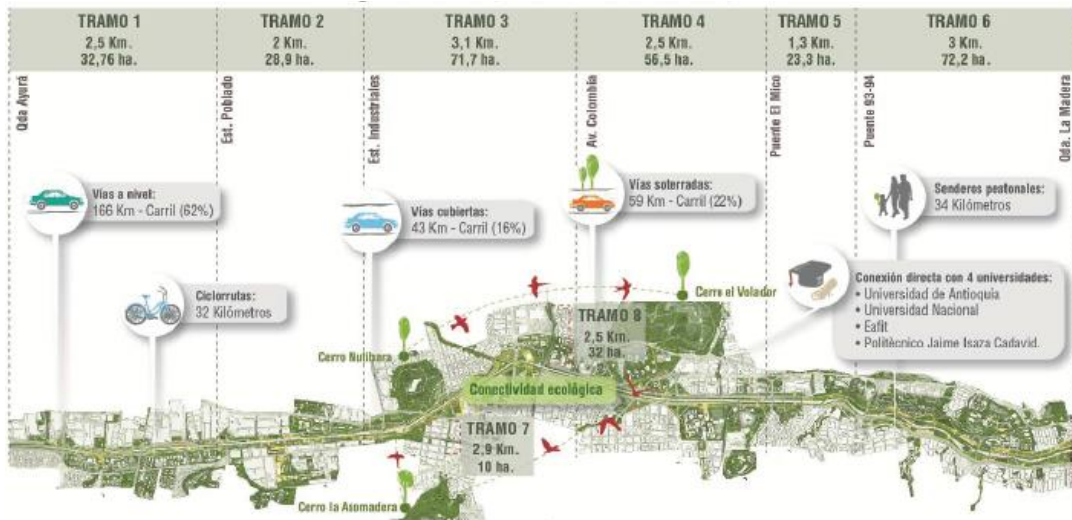 TRAMO 1
2,5 Km.
32,76 ha.
TRAMO 2
2 Km.
28,9 ha.
TRAMO 3
3,1 Km.
71,7 ha.
TRAMO 4
2,5 Km.
56,5 ha.
TRAMO 5
1,3 Km.
23,3 ha.
TRAMO 6
3 Km.
72,2 ha.
Qda Ayurá
Est. Poblado
Est. Industriales
Av. Colombia
Puente El Mico
Puente 93-94
Qda. La Madera
Vías a nivel:
166 Km - Carril (62%)
Ciclorrutas:
32 Kilómetros
Vías cubiertas:
43 Km - Carril (16%)
Vías soterradas:
59 Km - Carril (22%)
Senderos peatonales:
34 Kilómetros
Conexión directa con 4 universidades:
• Universidad de Antioquia
• Universidad Nacional
• Eafit
• Politécnico Jaime Isaza Cadavid.
Cerro el Volador
TRAMO 8
2,5 Km.
32 ha.
Cerro Nutibara
Conectividad ecológica
TRAMO 7
2,9 Km.
10 ha.
Cerro la Asomadera